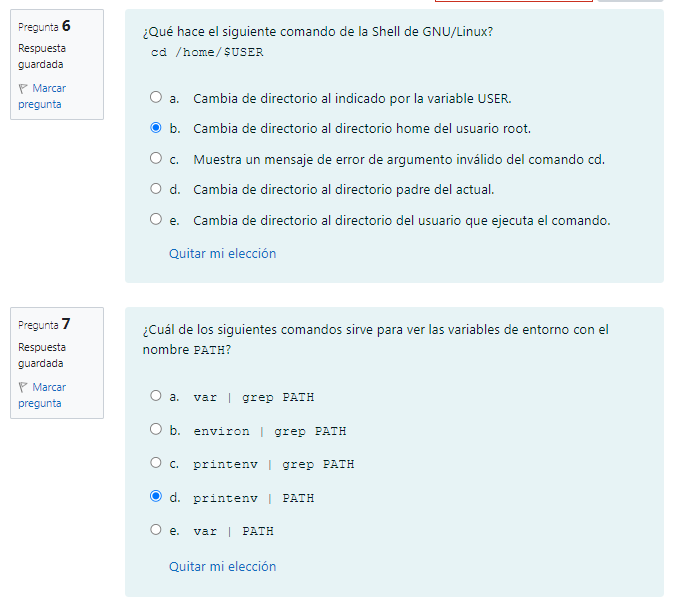 Pregunta 6
Respuesta
guardada
Marcar
pregunta
¿Qué hace el siguiente comando de la Shell de GNU/Linux?
cd /home/$USER
a. Cambia de directorio al indicado por la variable USER.
b. Cambia de directorio al directorio home del usuario root.
c. Muestra un mensaje de error de argumento inválido del comando cd.
d. Cambia de directorio al directorio padre del actual.
e. Cambia de directorio al directorio del usuario que ejecuta el comando.
Quitar mi elección
Pregunta 7
Respuesta
guardada
Marcar
pregunta
¿Cuál de los siguientes comandos sirve para ver las variables de entorno con el
nombre PATH?
a. var | grep PATH
b. environ | grep PATH
c. printenv | grep PATH
d. printenv | PATH
e. var | PATH
Quitar mi elección